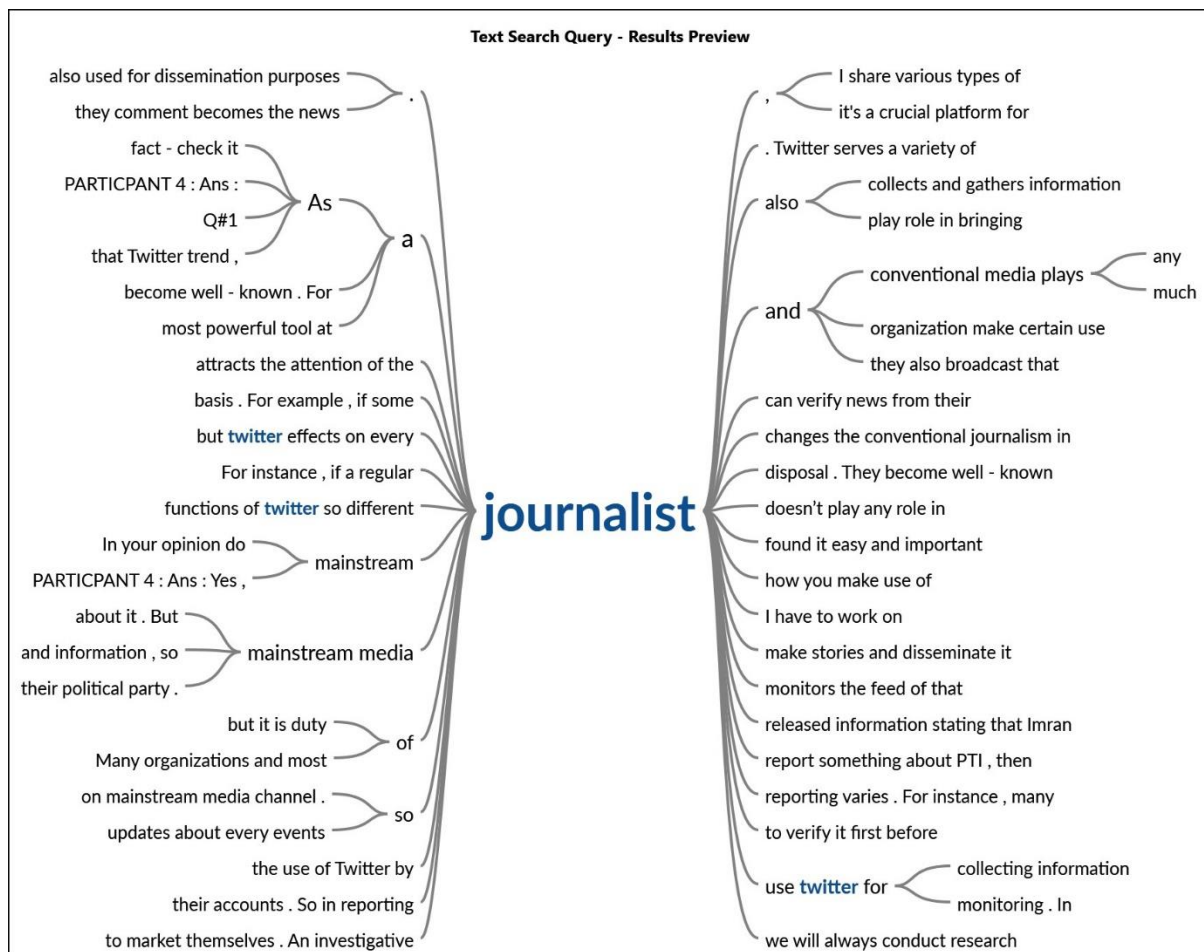 Text Search Query - Results Preview
also used for dissemination purposes
they comment becomes the news
.
fact - check it
PARTICPANT 4 : Ans :
Q#1
that Twitter trend ,
As
become well - known . For
most powerful tool at
a
attracts the attention of the
basis . For example , if some
but twitter effects on every
For instance , if a regular
functions of twitter so different
In your opinion do
PARTICPANT 4 : Ans : Yes ,
mainstream
about it . But
and information , so
their political party .
mainstream media
but it is duty
Many organizations and most
of
on mainstream media channel .
updates about every events
so
the use of Twitter by
their accounts . So in reporting
to market themselves . An investigative
journalist
,
I share various types of
it's a crucial platform for
. Twitter serves a variety of
also
collects and gathers information
play role in bringing
and
conventional media plays
any
much
organization make certain use
they also broadcast that
can verify news from their
changes the conventional journalism in
disposal . They become well - known
doesn’t play any role in
found it easy and important
how you make use of
I have to work on
make stories and disseminate it
monitors the feed of that
released information stating that Imran
report something about PTI , then
reporting varies . For instance , many
to verify it first before
use twitter for
collecting information
monitoring . In
we will always conduct research